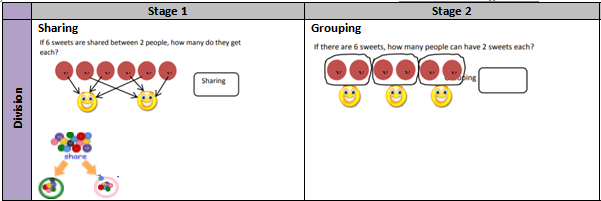 Stage 1
Stage 2
Division
Sharing
If 6 sweets are shared between 2 people, how many do they get
each?
Sharing
share
Grouping
If there are 6 sweets, how many people can have 2 sweets each?